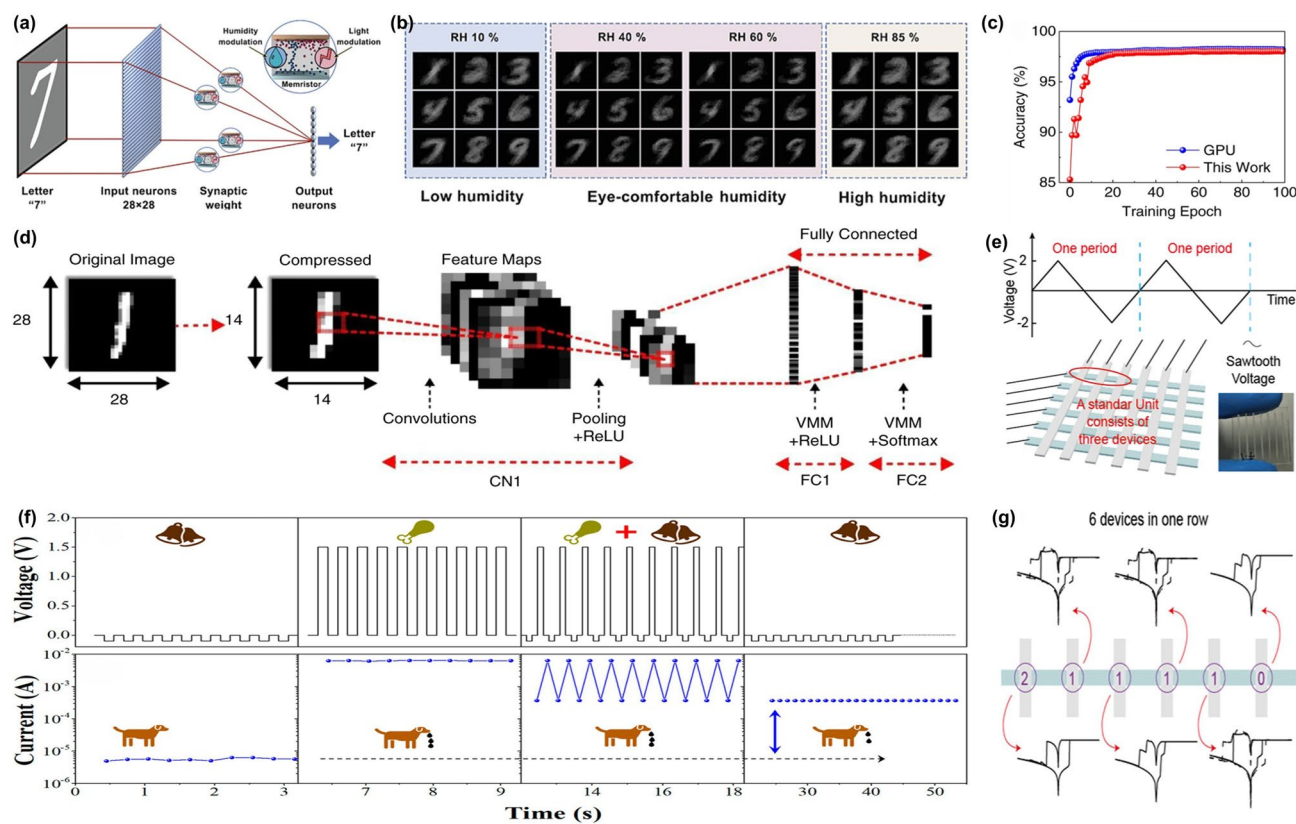 (a)
Humidity
modulation
Light
modulation
Memristor
Letter
"7"
Letter
"7"
Input neurons
28×28
Synaptic
weight
Output
neurons
(b)
RH 10 %
RH 40 %
RH 60 %
RH 85 %
Low humidity
Eye-comfortable humidity
High humidity
(c)
Accuracy (%)
100
95
90
85
0
20
40
60
80
100
GPU
This Work
Training Epoch
(d)
Original Image
Compressed
Feature Maps
Fully Connected
28
14
28
14
Convolutions
Pooling
+ReLU
VMM
+ReLU
VMM
+Softmax
CN1
FC1
FC2
(e)
One period
One period
Voltage (V)
2
-2
Time
Sawtooth
Voltage
A standar Unit
consists of
three devices
(f)
Voltage (V)
2.0
1.5
1.0
0.5
0.0
Current (A)
10⁻²
10⁻³
10⁻⁴
10⁻⁵
10⁻⁶
0 1 2 3
7 8 9
14 16 18
30 40 50
Time (s)
(g)
6 devices in one row
2 1 1 1 1 0